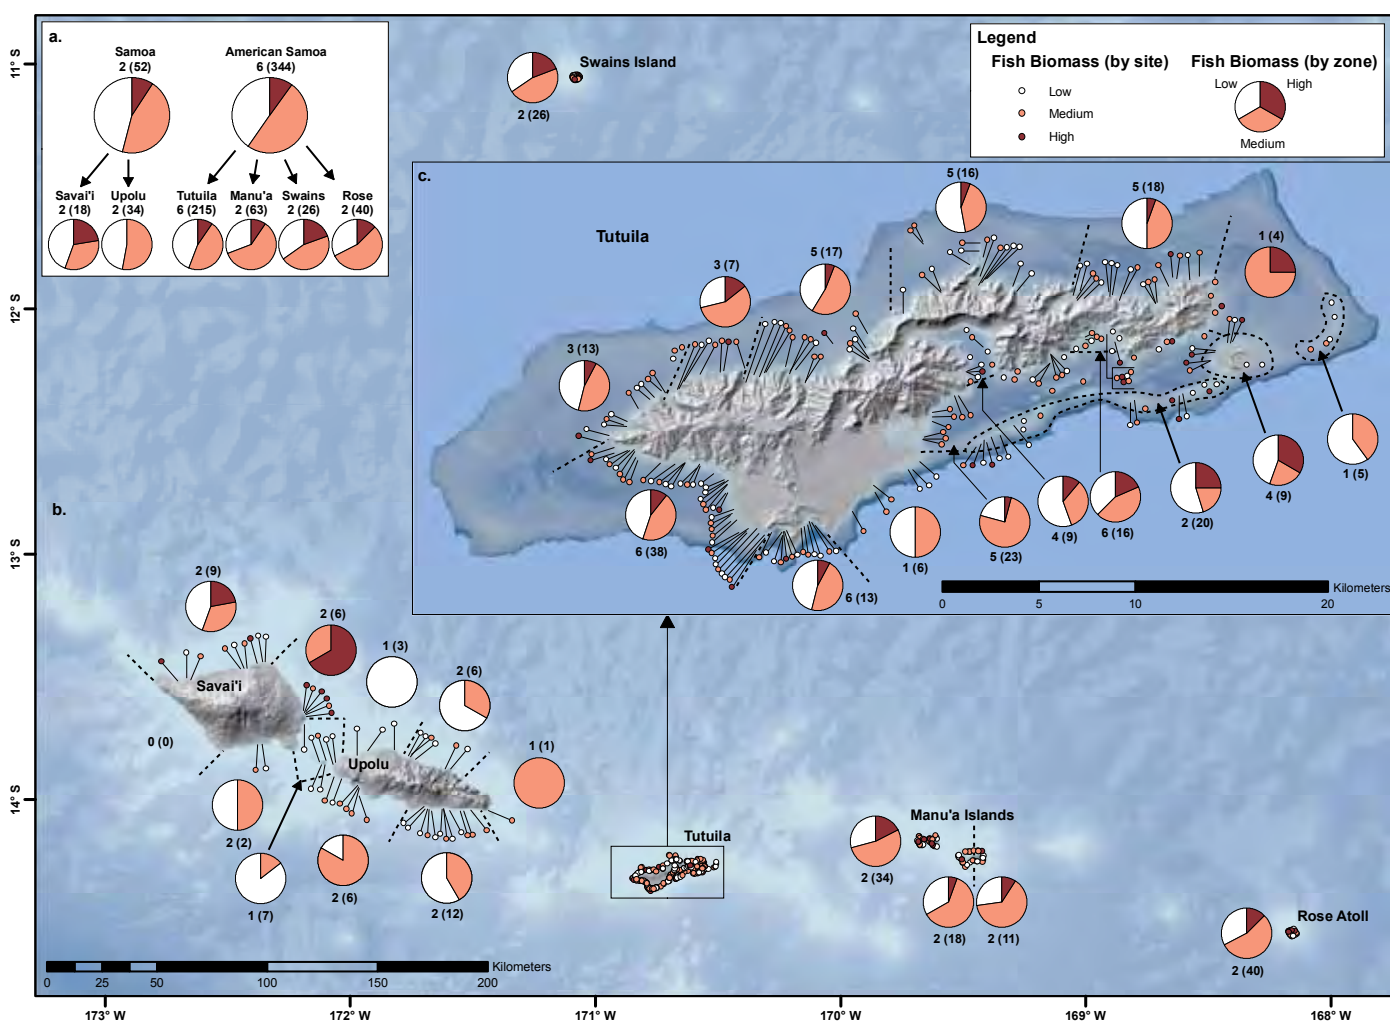 a.
Samoa
2 (52)
American Samoa
6 (344)
Savai'i
2 (18)
Upolu
2 (34)
Tutuila
6 (215)
Manu'a
2 (63)
Swains
2 (26)
Rose
2 (40)
Swains Island
2 (26)
Legend
Fish Biomass (by site)
Low
Medium
High
Fish Biomass (by zone)
Low
High
Medium
c.
Tutuila
5 (16)
5 (18)
1 (4)
3 (7)
5 (17)
3 (13)
6 (38)
6 (13)
1 (6)
5 (23)
4 (9)
6 (16)
2 (20)
4 (9)
1 (5)
Kilometers
0
5
10
20
b.
2 (9)
2 (6)
1 (3)
2 (6)
1 (1)
Savai'i
0 (0)
Upolu
2 (2)
1 (7)
2 (6)
2 (12)
Tutuila
Manu'a Islands
2 (34)
2 (18)
2 (11)
Rose Atoll
2 (40)
Kilometers
0
25
50
100
150
200
11° S
12° S
13° S
14° S
173° W
172° W
171° W
170° W
169° W
168° W